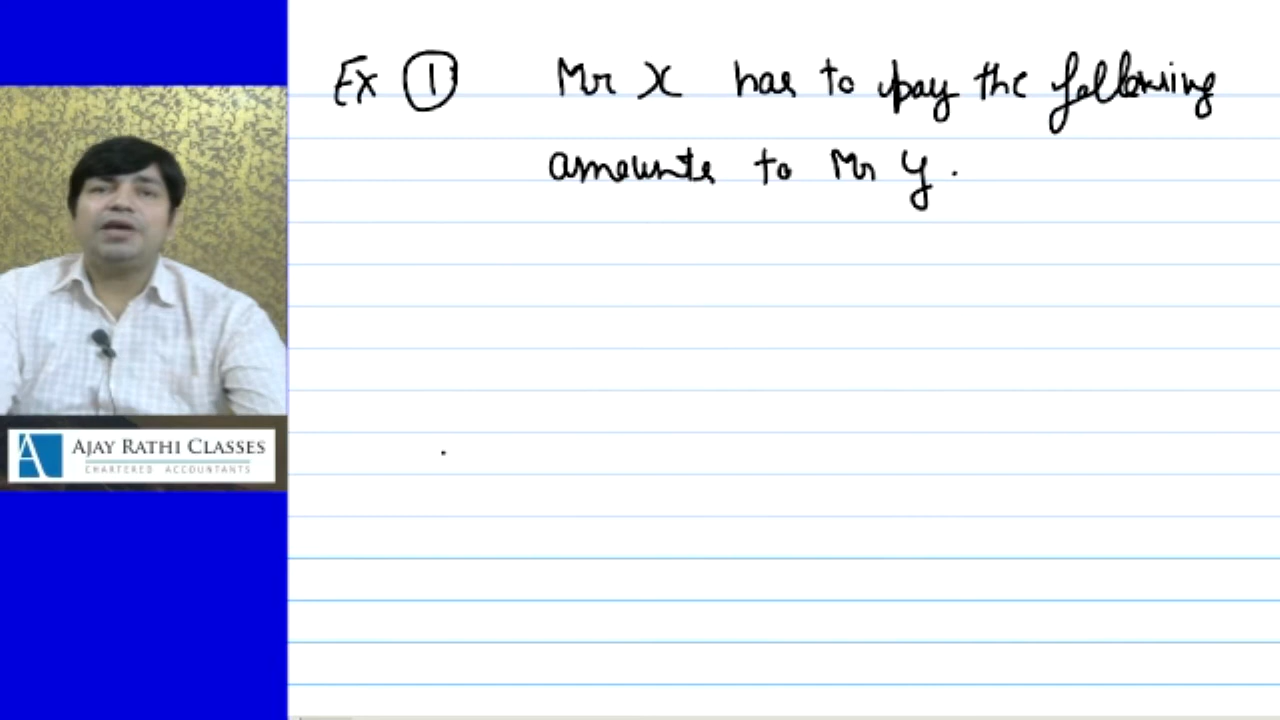 Ex 1 Mr X has to pay the following
amounts to Mr Y.
AJAY RATHI CLASSES
CHARTERED ACCOUNTANTS